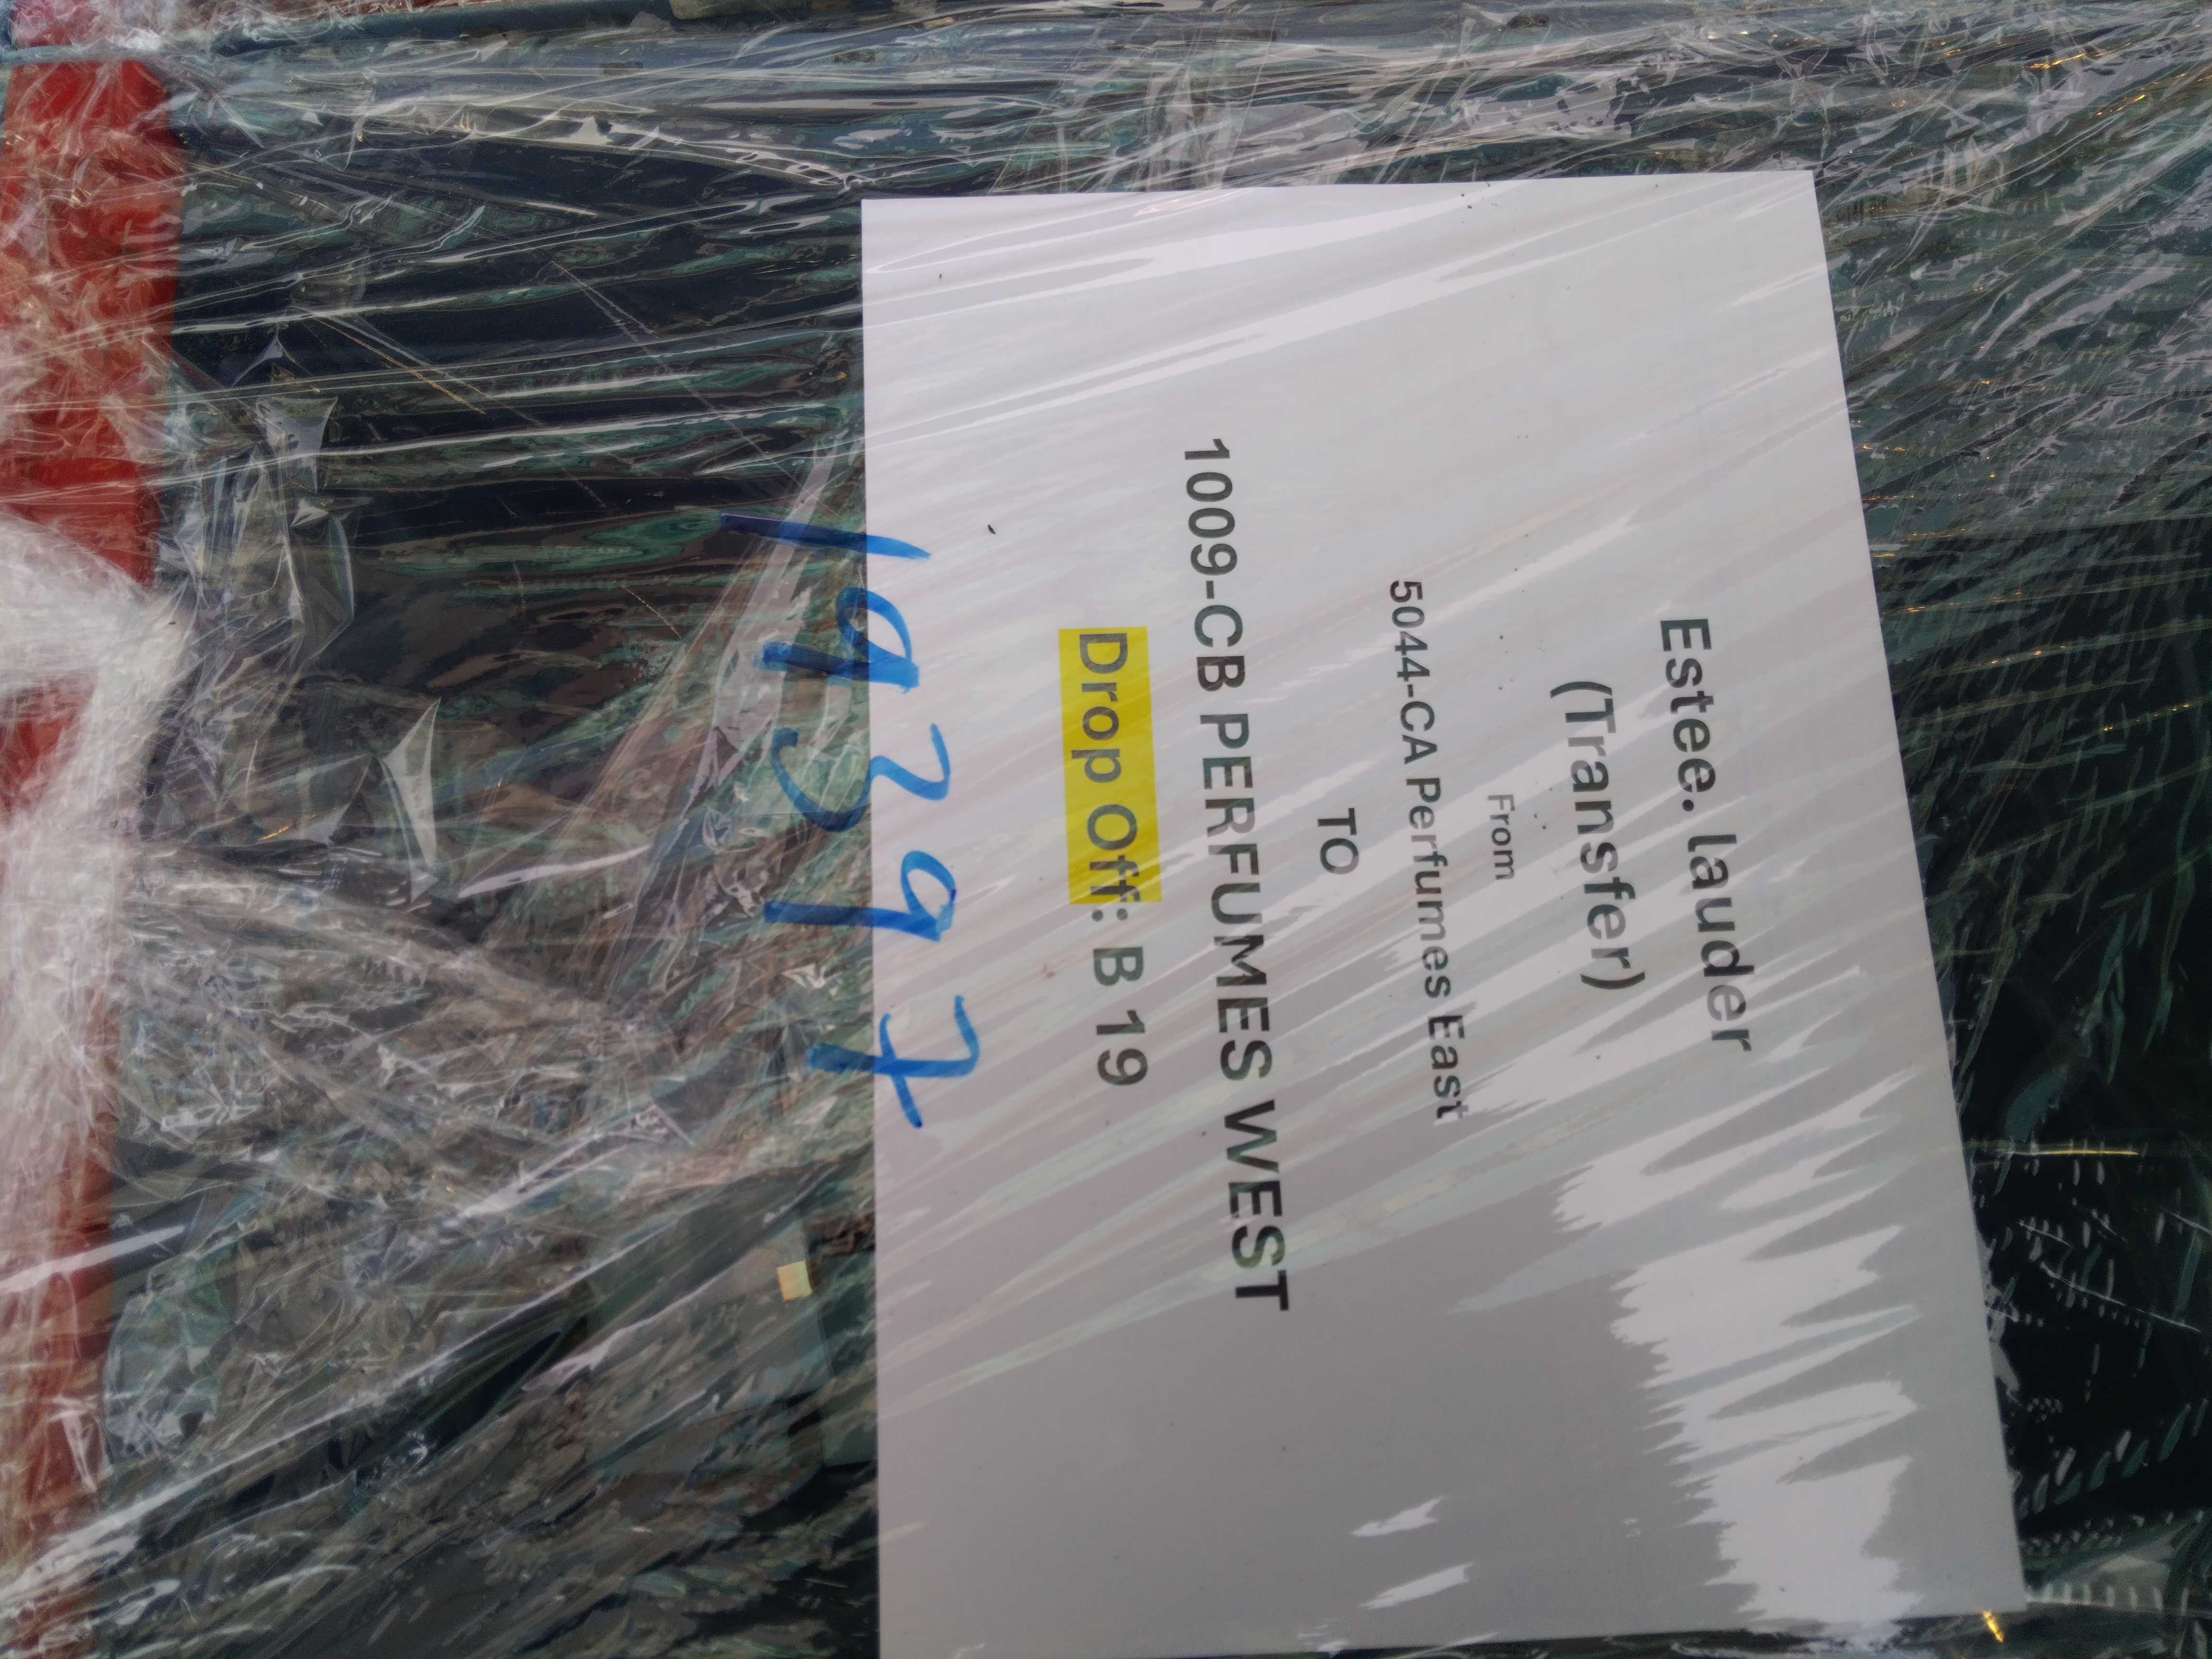 Estee. lauder
(Transfer)
From
5044-CA Perfumes East
TO
1009-CB PERFUMES WEST
Drop Off: B 19
19397